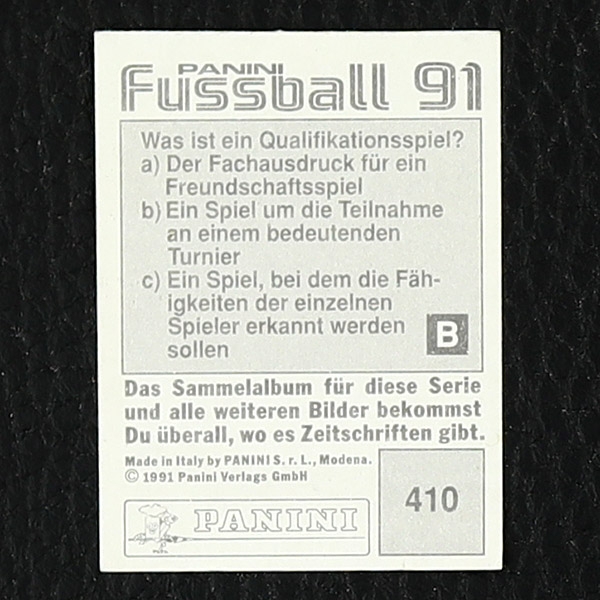 PANINI
Fussball 91
Was ist ein Qualifikationsspiel?
a) Der Fachausdruck für ein
Freundschaftsspiel
b) Ein Spiel um die Teilnahme
an einem bedeutenden
Turnier
c) Ein Spiel, bei dem die Fäh-
igkeiten der einzelnen
Spieler erkannt werden
sollen
B
Das Sammelalbum für diese Serie
und alle weiteren Bilder bekommst
Du überall, wo es Zeitschriften gibt.
Made in Italy by PANINI S. r. L., Modena.
© 1991 Panini Verlags GmbH
410
PANINI